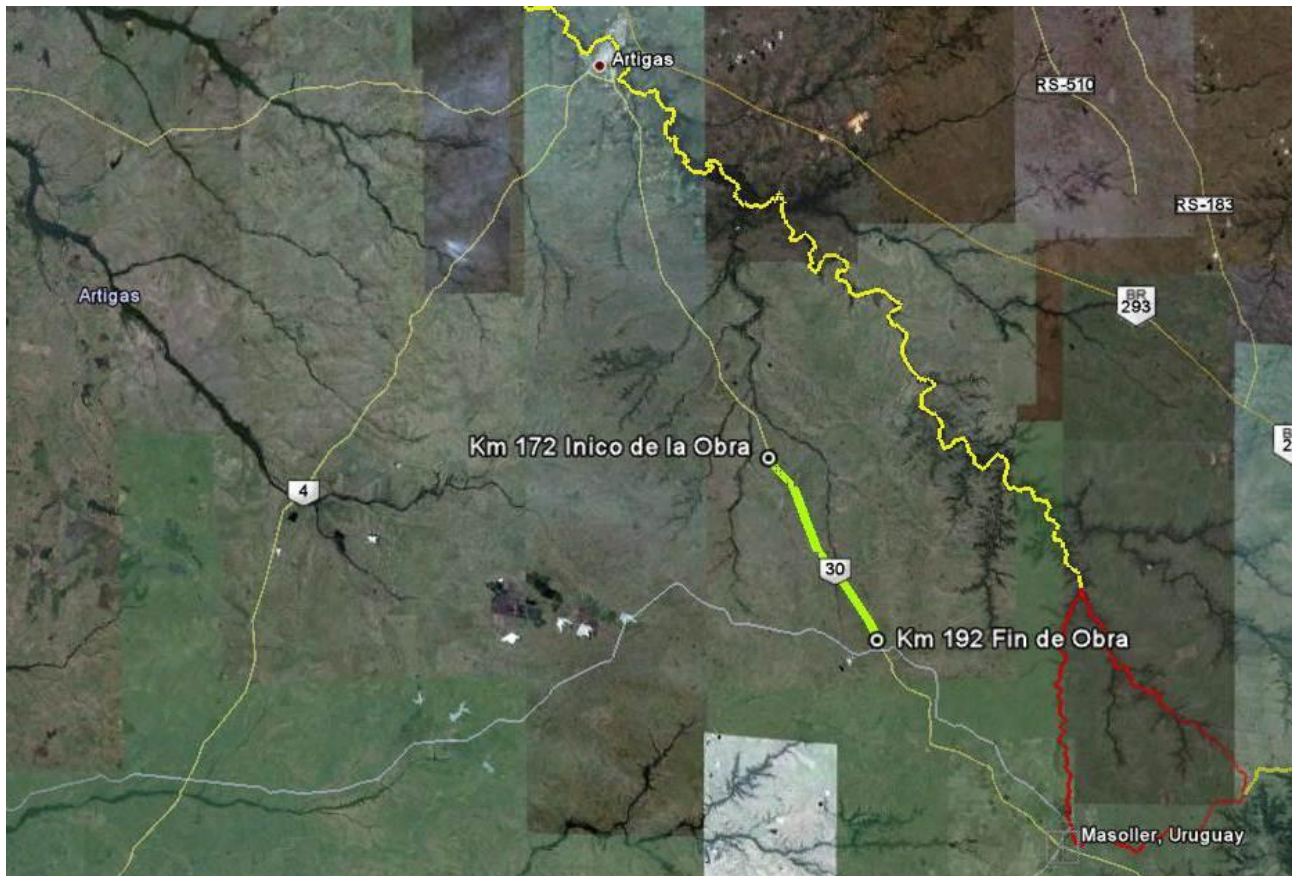 Artigas
RS-510
RS-183
Artigas
BR
293
Km 172 Inico de la Obra
4
30
Km 192 Fin de Obra
Masoller, Uruguay